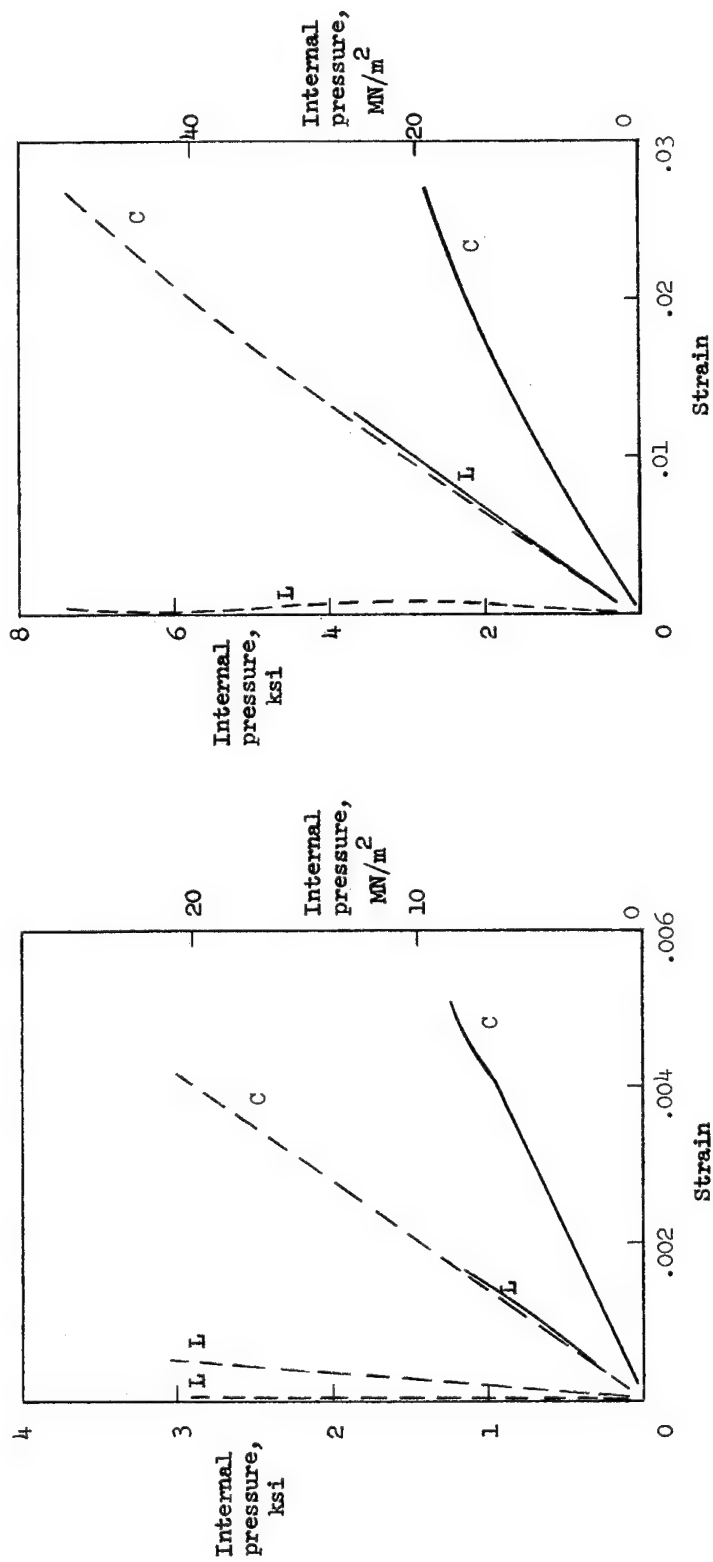 4
3
2
1
0
Internal
pressure,
ksi
L
L
L
C
C
20
10
0
Internal
pressure,
MN/m2
.002
.004
.006
Strain
8
6
4
2
0
Internal
pressure,
ksi
L
L
C
C
40
20
0
Internal
pressure,
MN/m2
.01
.02
.03
Strain